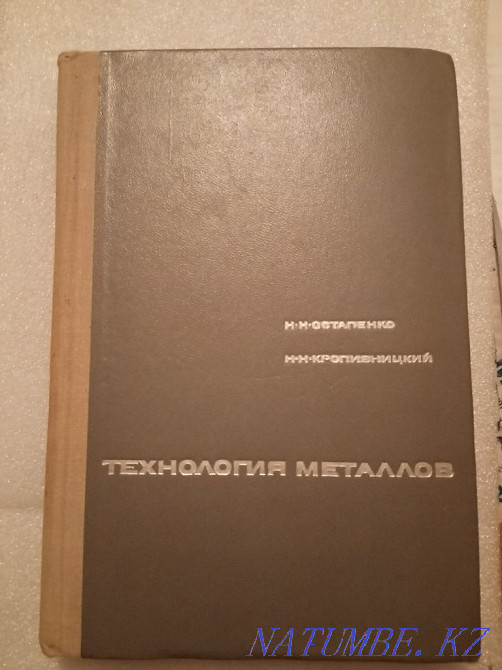 Н·Н·ОСТАПЕНКО
Н·Н·КРОПИВНИЦКИЙ
ТЕХНОЛОГИЯ МЕТАЛЛОВ
NATUMBE. KZ